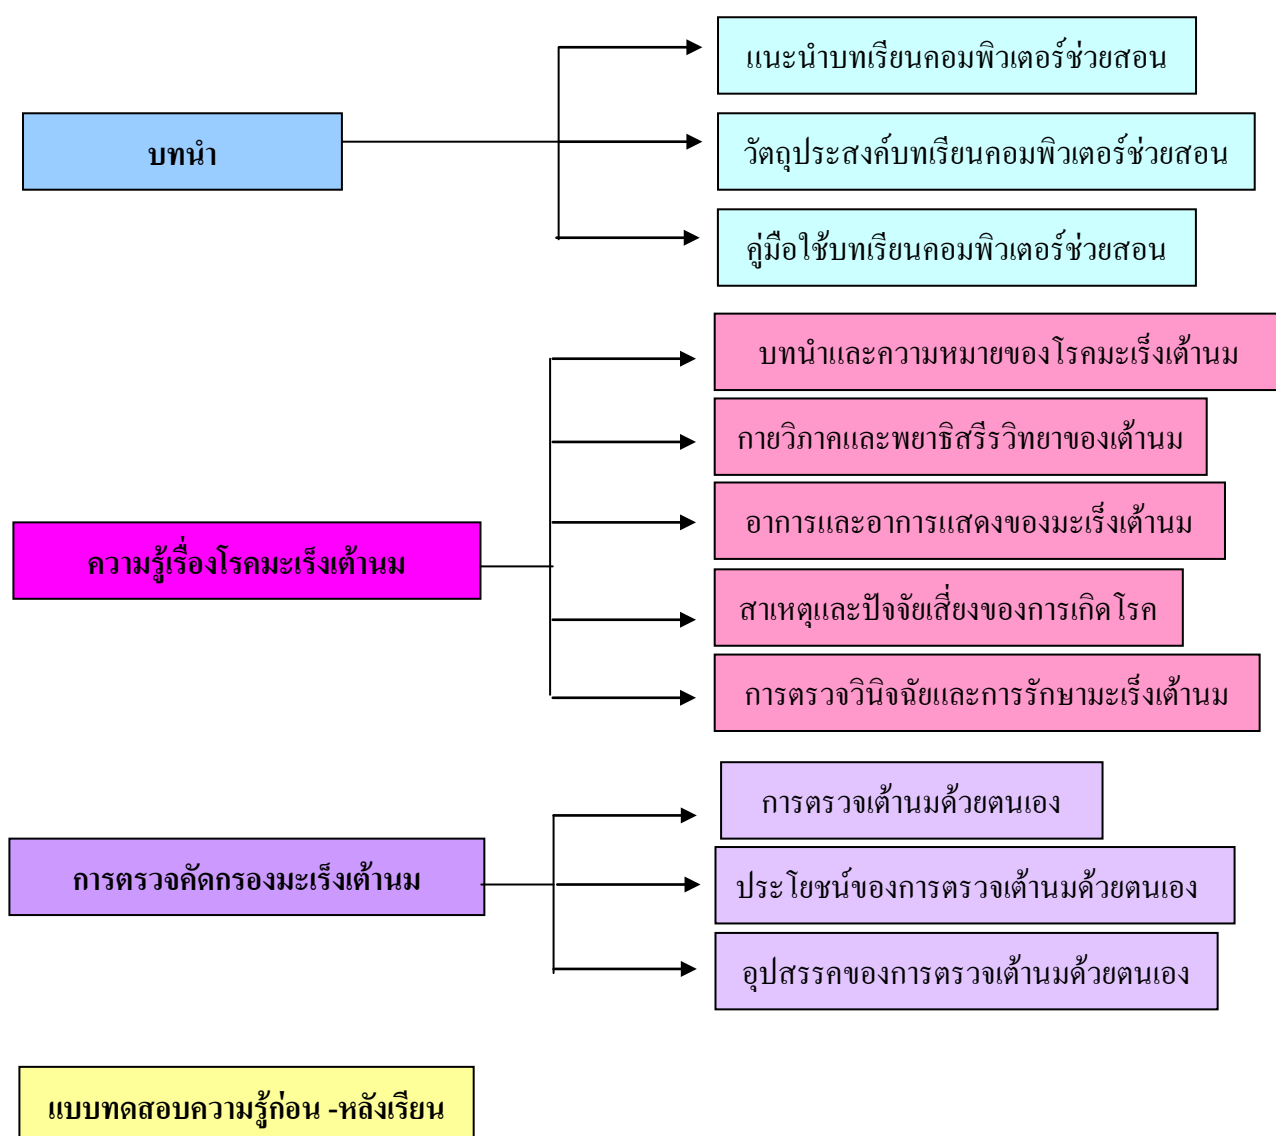 บทนำ
แนะนำบทเรียนคอมพิวเตอร์ช่วยสอน
วัตถุประสงค์บทเรียนคอมพิวเตอร์ช่วยสอน
คู่มือใช้บทเรียนคอมพิวเตอร์ช่วยสอน
ความรู้เรื่องโรคมะเร็งเต้านม
บทนำและความหมายของโรคมะเร็งเต้านม
กายวิภาคและพยาธิสรีรวิทยาของเต้านม
อาการและอาการแสดงของมะเร็งเต้านม
สาเหตุและปัจจัยเสี่ยงของการเกิดโรค
การตรวจวินิจฉัยและการรักษามะเร็งเต้านม
การตรวจคัดกรองมะเร็งเต้านม
การตรวจเต้านมด้วยตนเอง
ประโยชน์ของการตรวจเต้านมด้วยตนเอง
อุปสรรคของการตรวจเต้านมด้วยตนเอง
แบบทดสอบความรู้ก่อน -หลังเรียน